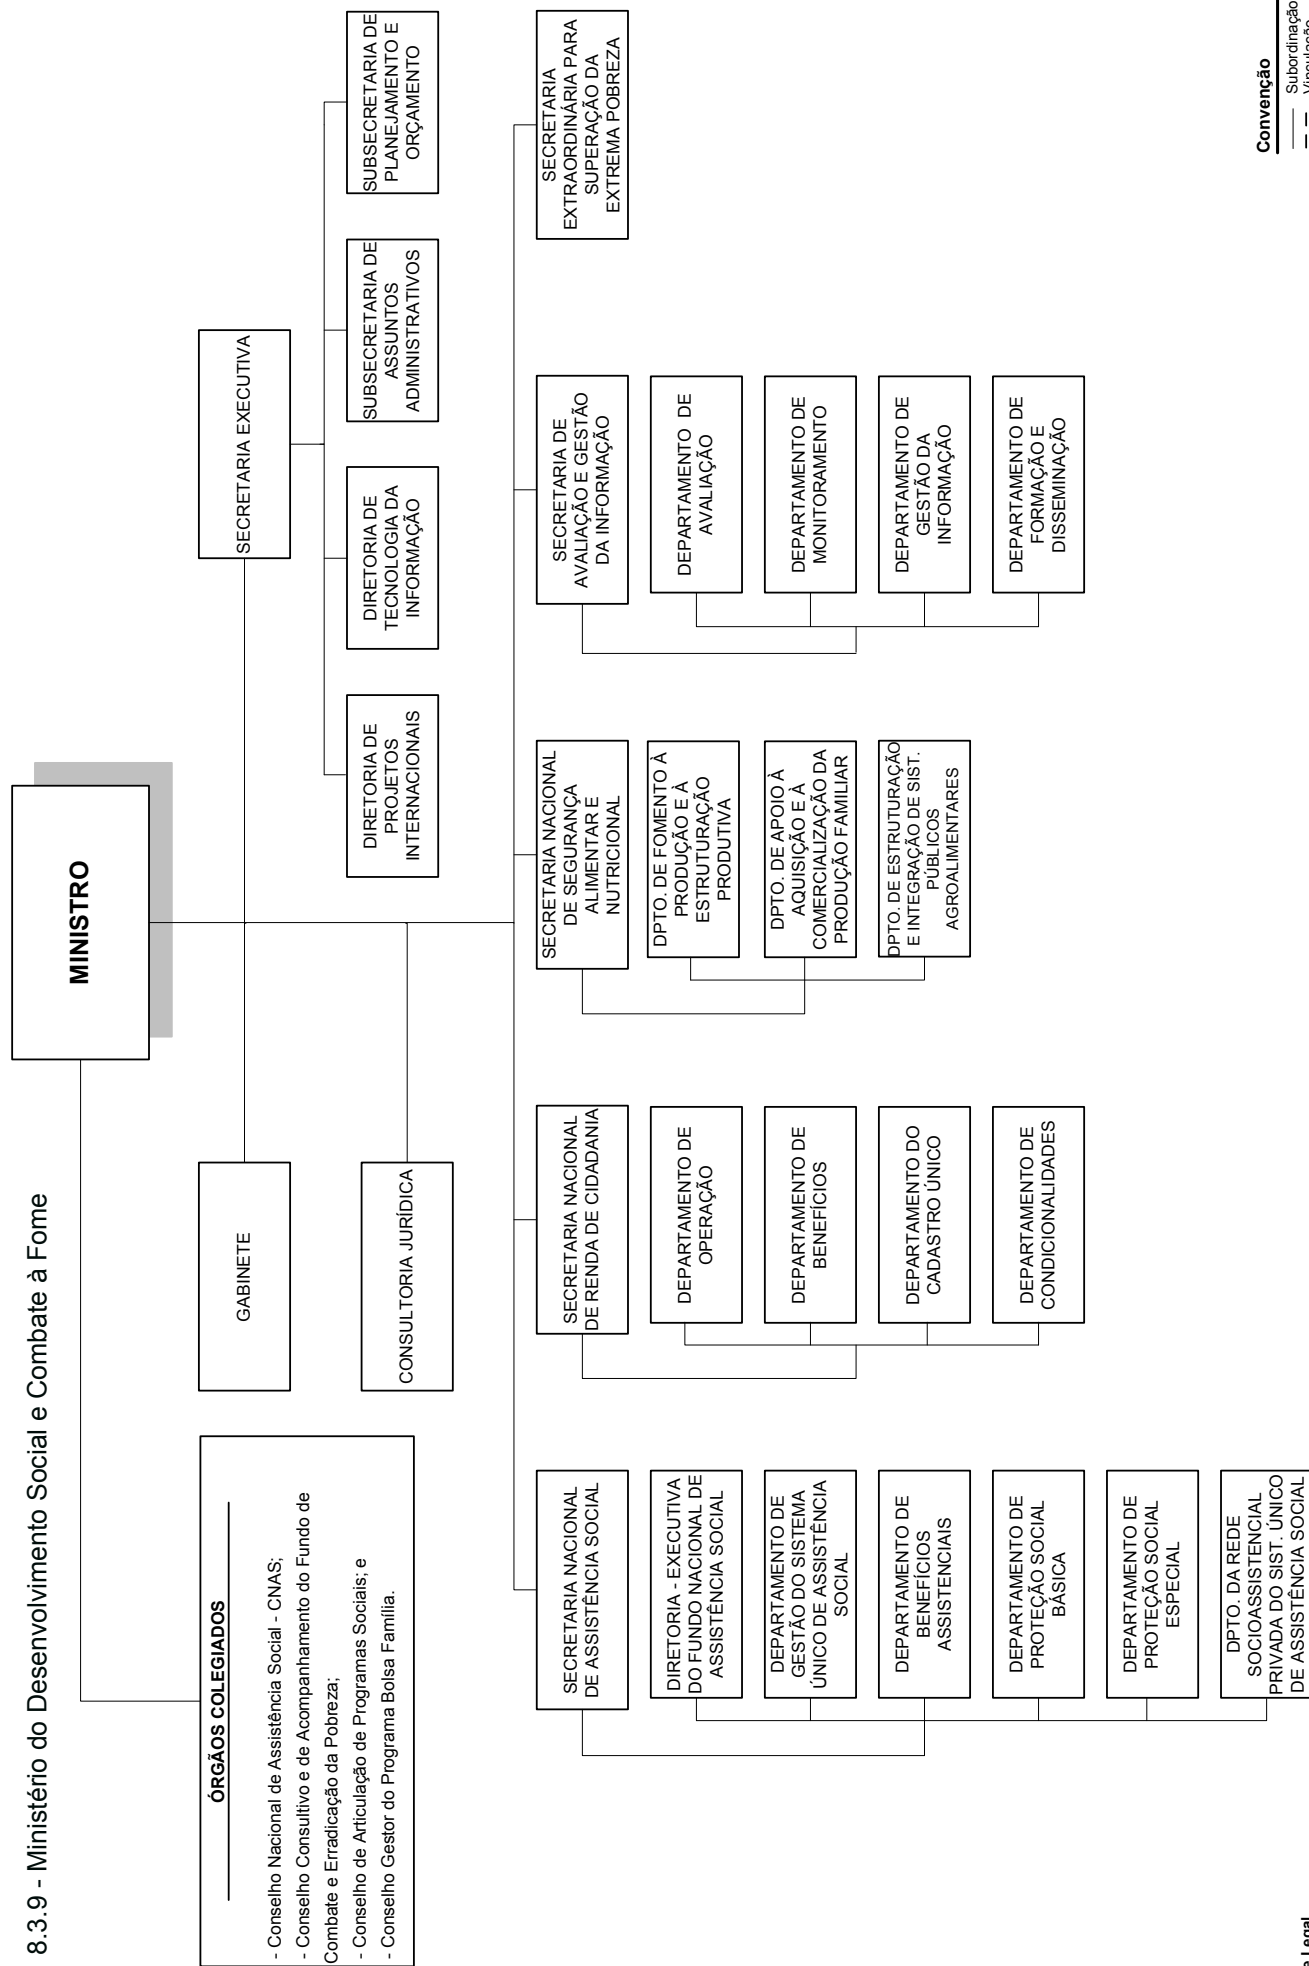 8.3.9 - Ministério do Desenvolvimento Social e Combate à Fome
MINISTRO
ÓRGÃOS COLEGIADOS
- Conselho Nacional de Assistência Social - CNAS;
- Conselho Consultivo e de Acompanhamento do Fundo de
Combate e Erradicação da Pobreza;
- Conselho de Articulação de Programas Sociais; e
- Conselho Gestor do Programa Bolsa Família.
GABINETE
CONSULTORIA JURÍDICA
SECRETARIA EXECUTIVA
DIRETORIA DE
PROJETOS
INTERNACIONAIS
DIRETORIA DE
TECNOLOGIA DA
INFORMAÇÃO
SUBSECRETARIA DE
ASSUNTOS
ADMINISTRATIVOS
SUBSECRETARIA DE
PLANEJAMENTO E
ORÇAMENTO
SECRETARIA NACIONAL
DE ASSISTÊNCIA SOCIAL
DIRETORIA - EXECUTIVA
DO FUNDO NACIONAL DE
ASSISTÊNCIA SOCIAL
DEPARTAMENTO DE
GESTÃO DO SISTEMA
ÚNICO DE ASSISTÊNCIA
SOCIAL
DEPARTAMENTO DE
BENEFÍCIOS
ASSISTENCIAIS
DEPARTAMENTO DE
PROTEÇÃO SOCIAL
BÁSICA
DEPARTAMENTO DE
PROTEÇÃO SOCIAL
ESPECIAL
DPTO. DA REDE
SOCIOASSISTENCIAL
PRIVADA DO SIST. ÚNICO
DE ASSISTÊNCIA SOCIAL
SECRETARIA NACIONAL
DE RENDA DE CIDADANIA
DEPARTAMENTO DE
OPERAÇÃO
DEPARTAMENTO DE
BENEFÍCIOS
DEPARTAMENTO DO
CADASTRO ÚNICO
DEPARTAMENTO DE
CONDICIONALIDADES
SECRETARIA NACIONAL
DE SEGURANÇA
ALIMENTAR E
NUTRICIONAL
DPTO. DE FOMENTO À
PRODUÇÃO E À
ESTRUTURAÇÃO
PRODUTIVA
DPTO. DE APOIO À
AQUISIÇÃO E À
COMERCIALIZAÇÃO DA
PRODUÇÃO FAMILIAR
DPTO. DE ESTRUTURAÇÃO
E INTEGRAÇÃO DE SIST.
PÚBLICOS
AGROALIMENTARES
SECRETARIA DE
AVALIAÇÃO E GESTÃO
DA INFORMAÇÃO
DEPARTAMENTO DE
AVALIAÇÃO
DEPARTAMENTO DE
MONITORAMENTO
DEPARTAMENTO DE
GESTÃO DA
INFORMAÇÃO
DEPARTAMENTO DE
FORMAÇÃO E
DISSEMINAÇÃO
SECRETARIA
EXTRAORDINÁRIA PARA
SUPERAÇÃO DA
EXTREMA POBREZA
Convenção
Subordinação
Vinculação
Legal